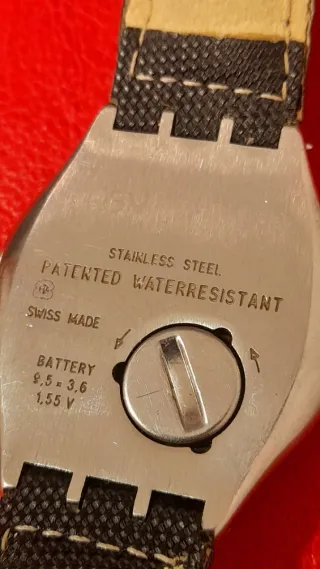 STAINLESS STEEL
PATENTED WATERRESISTANT
SWISS MADE
BATTERY
9,5 × 3,6
1.55 V